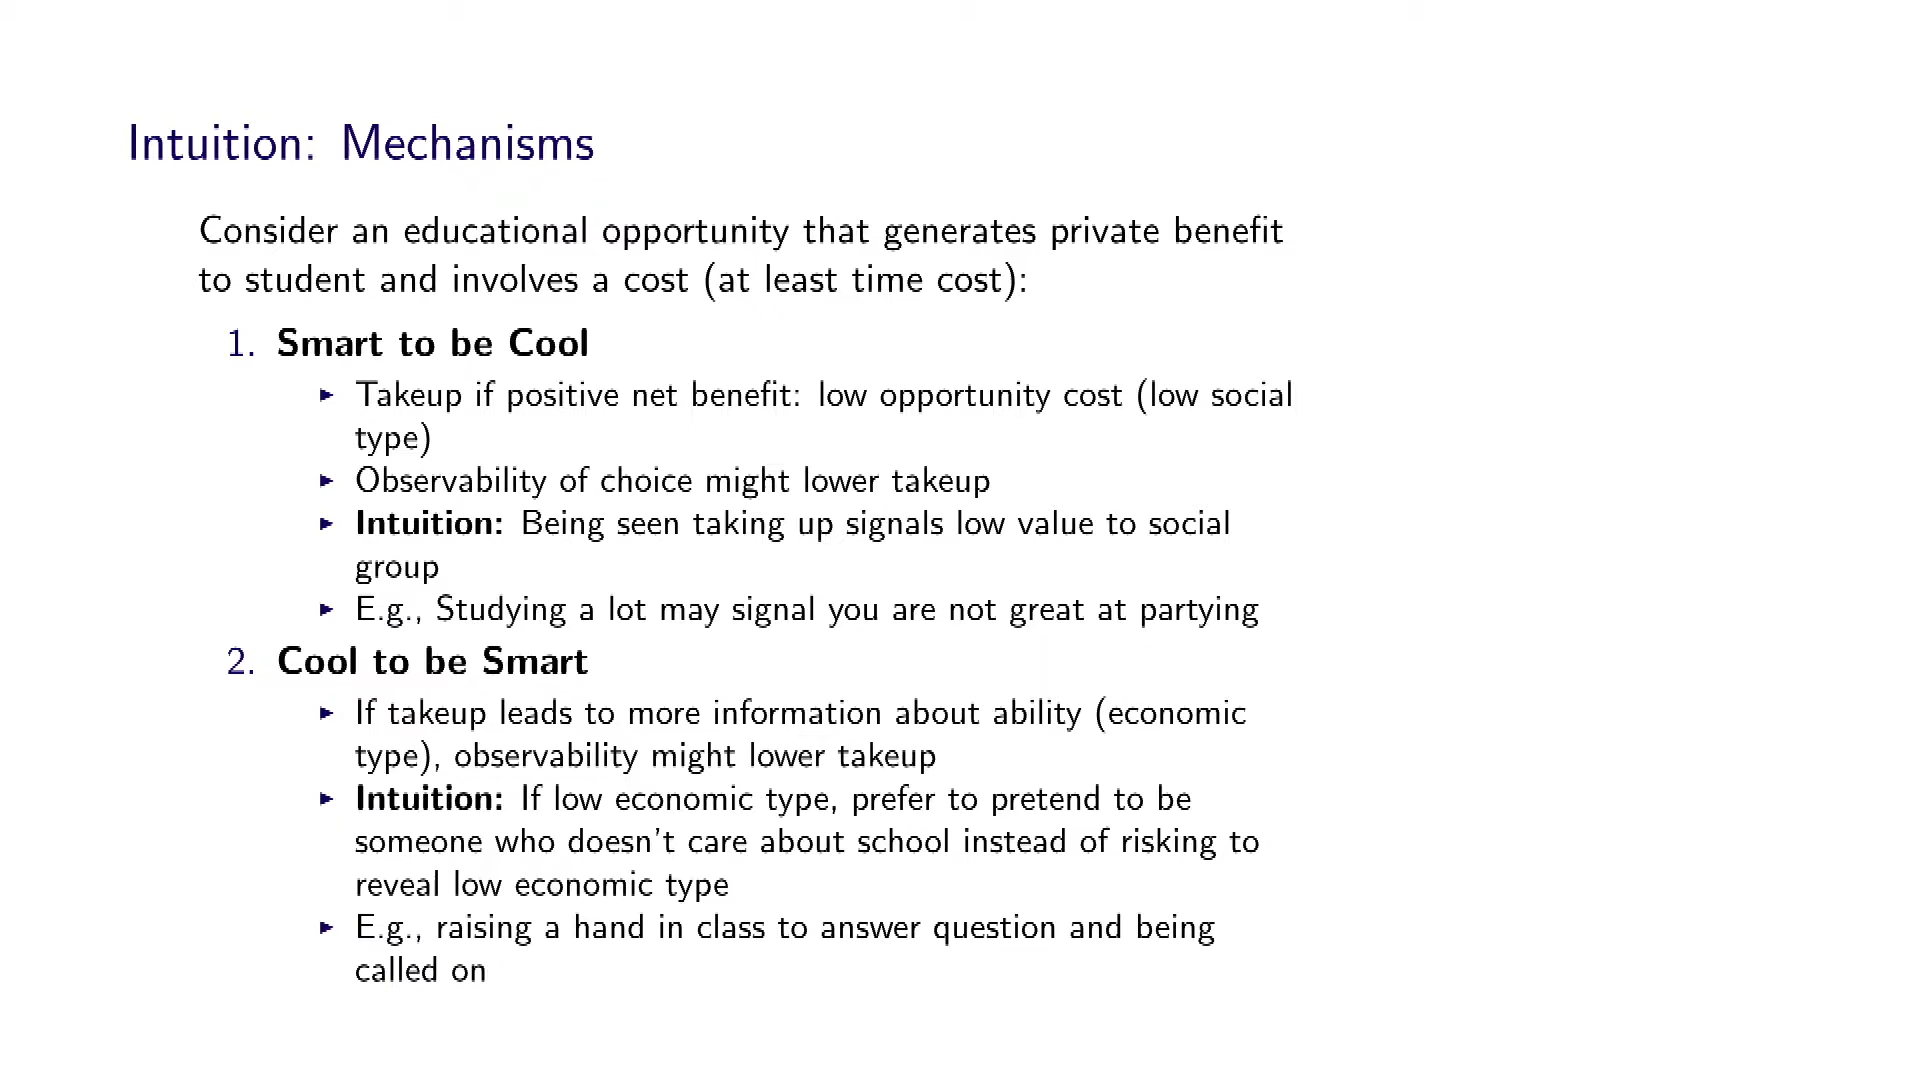 Intuition: Mechanisms
Consider an educational opportunity that generates private benefit
to student and involves a cost (at least time cost):
1. Smart to be Cool
▶ Takeup if positive net benefit: low opportunity cost (low social
type)
▶ Observability of choice might lower takeup
▶ Intuition: Being seen taking up signals low value to social
group
▶ E.g., Studying a lot may signal you are not great at partying
2. Cool to be Smart
▶ If takeup leads to more information about ability (economic
type), observability might lower takeup
▶ Intuition: If low economic type, prefer to pretend to be
someone who doesn't care about school instead of risking to
reveal low economic type
▶ E.g., raising a hand in class to answer question and being
called on